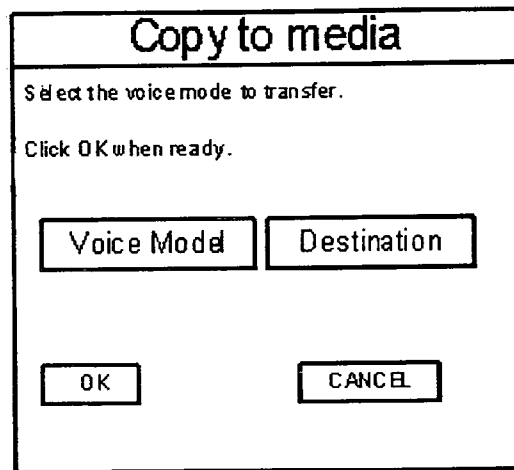 Copy to media
Select the voice mode to transfer.
Click OK when ready.
Voice Model
Destination
OK
CANCEL